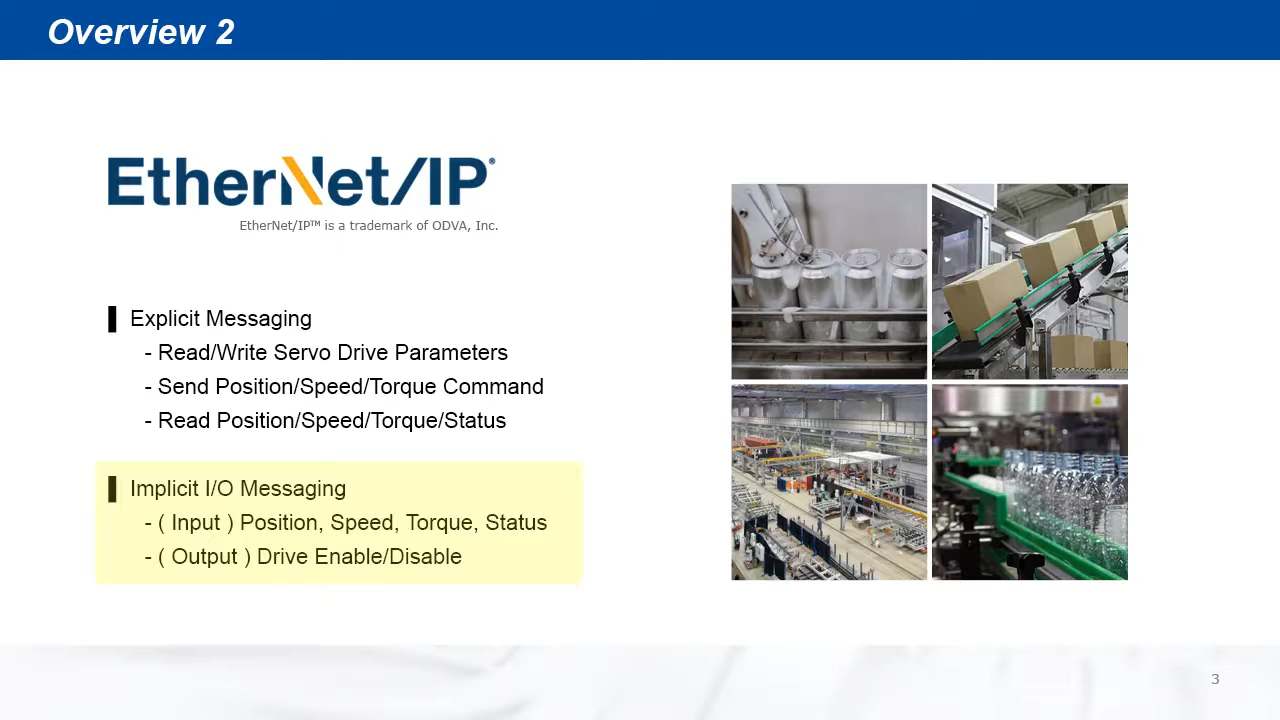 Overview 2
EtherNet/IP®
EtherNet/IP™ is a trademark of ODVA, Inc.
Explicit Messaging
- Read/Write Servo Drive Parameters
- Send Position/Speed/Torque Command
- Read Position/Speed/Torque/Status
Implicit I/O Messaging
- ( Input ) Position, Speed, Torque, Status
- ( Output ) Drive Enable/Disable
3